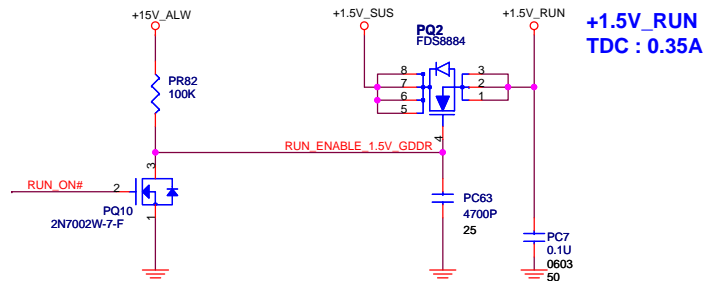 +15V_ALW
+1.5V_SUS
+1.5V_RUN
+1.5V_RUN
TDC : 0.35A
PQ2
FDS8884
PR82
100K
8
7
6
5
3
2
1
4
RUN_ENABLE_1.5V_GDDR
3
RUN_ON#
2
1
PQ10
2N7002W-7-F
PC63
4700P
25
PC7
0.1U
0603
50